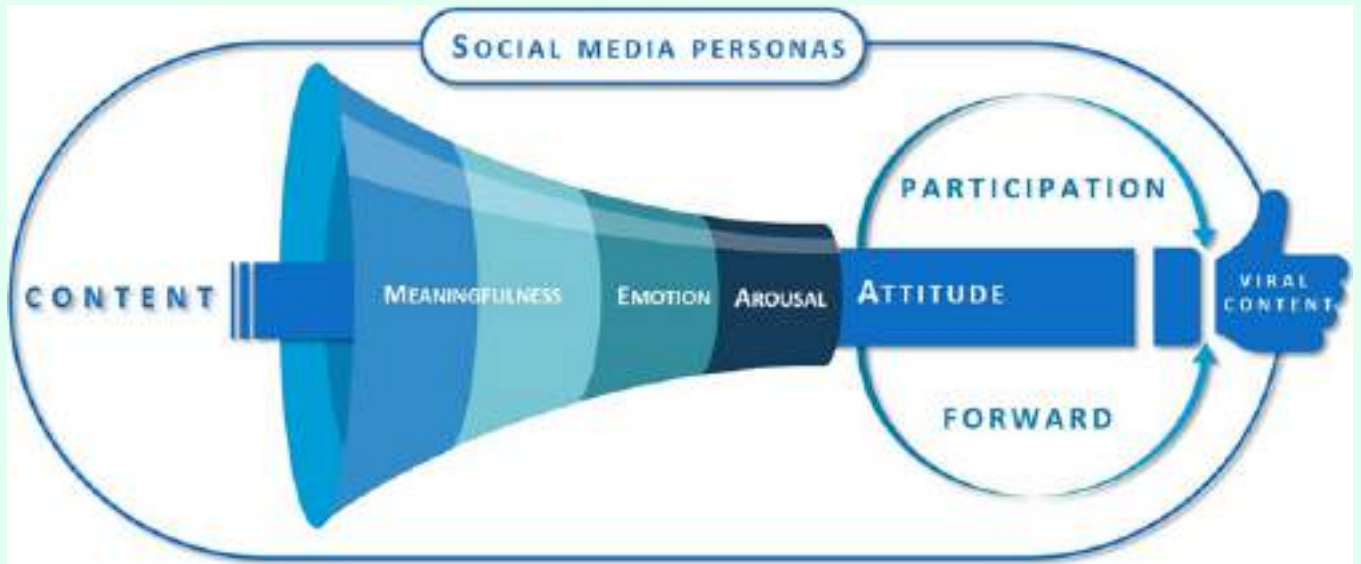 SOCIAL MEDIA PERSONAS
PARTICIPATION
CONTENT
MEANINGFULNESS
EMOTION
AROUSAL
ATTITUDE
VIRAL
CONTENT
FORWARD